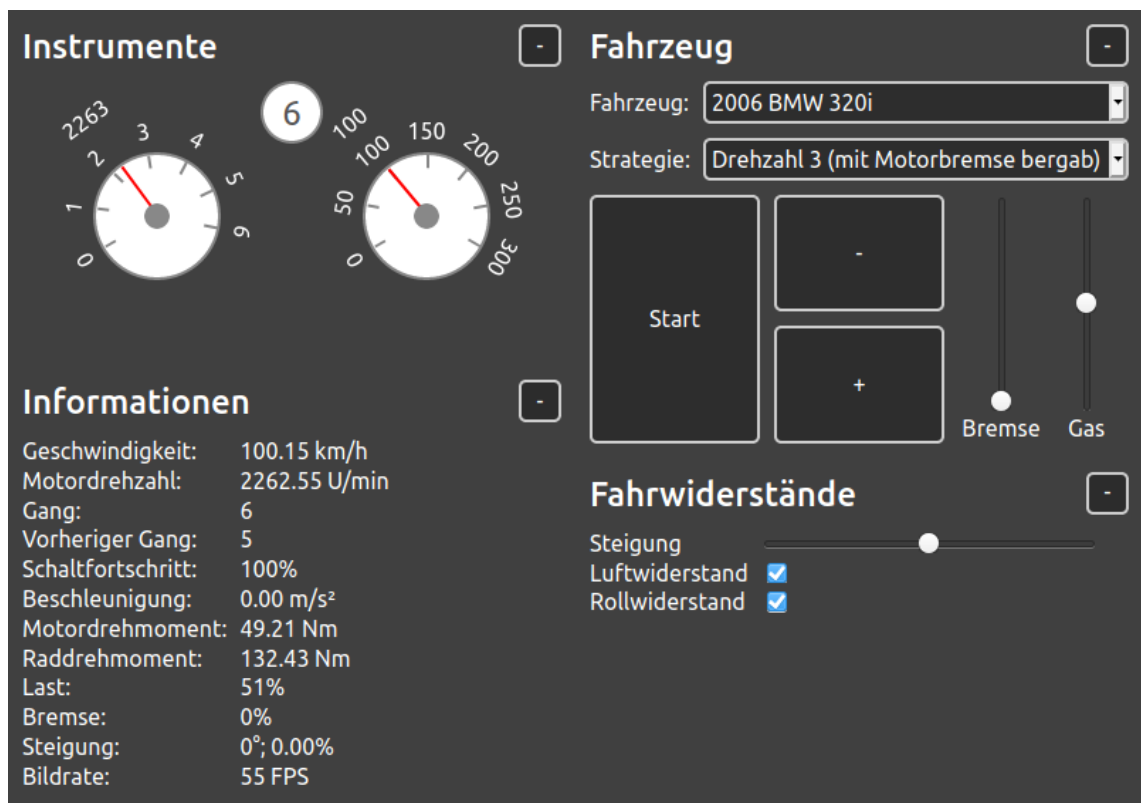 Instrumente -
2263
0 1 2 3 4 5 6
6
100
0 50 100 150 200 250 300
Informationen -
Geschwindigkeit: 100.15 km/h
Motordrehzahl: 2262.55 U/min
Gang: 6
Vorheriger Gang: 5
Schaltfortschritt: 100%
Beschleunigung: 0.00 m/s²
Motordrehmoment: 49.21 Nm
Raddrehmoment: 132.43 Nm
Last: 51%
Bremse: 0%
Steigung: 0°; 0.00%
Bildrate: 55 FPS
Fahrzeug -
Fahrzeug: 2006 BMW 320i
Strategie: Drehzahl 3 (mit Motorbremse bergab)
Start
-
+
Bremse Gas
Fahrwiderstände -
Steigung
Luftwiderstand
Rollwiderstand